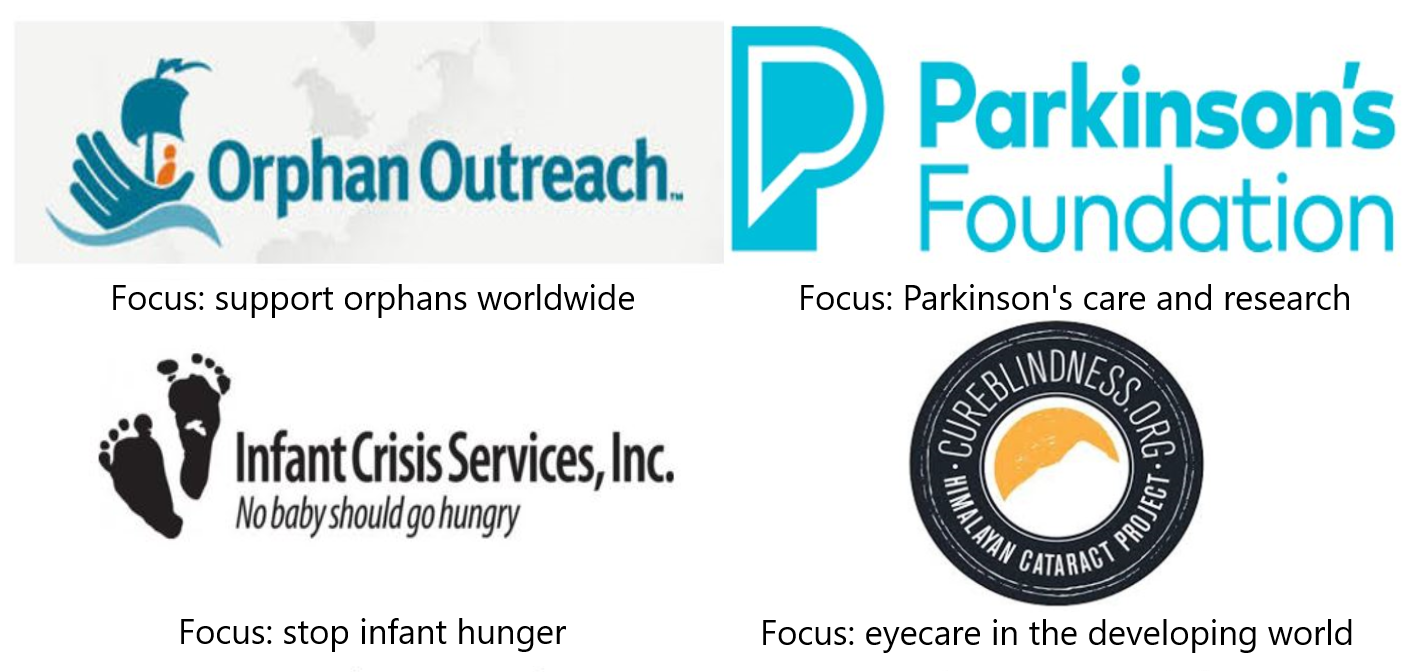 Orphan Outreach™
Parkinson's
Foundation
Focus: support orphans worldwide
Focus: Parkinson's care and research
Infant Crisis Services, Inc.
No baby should go hungry
• CUREBLINDNESS.ORG •
HIMALAYAN CATARACT PROJECT
Focus: stop infant hunger
Focus: eyecare in the developing world